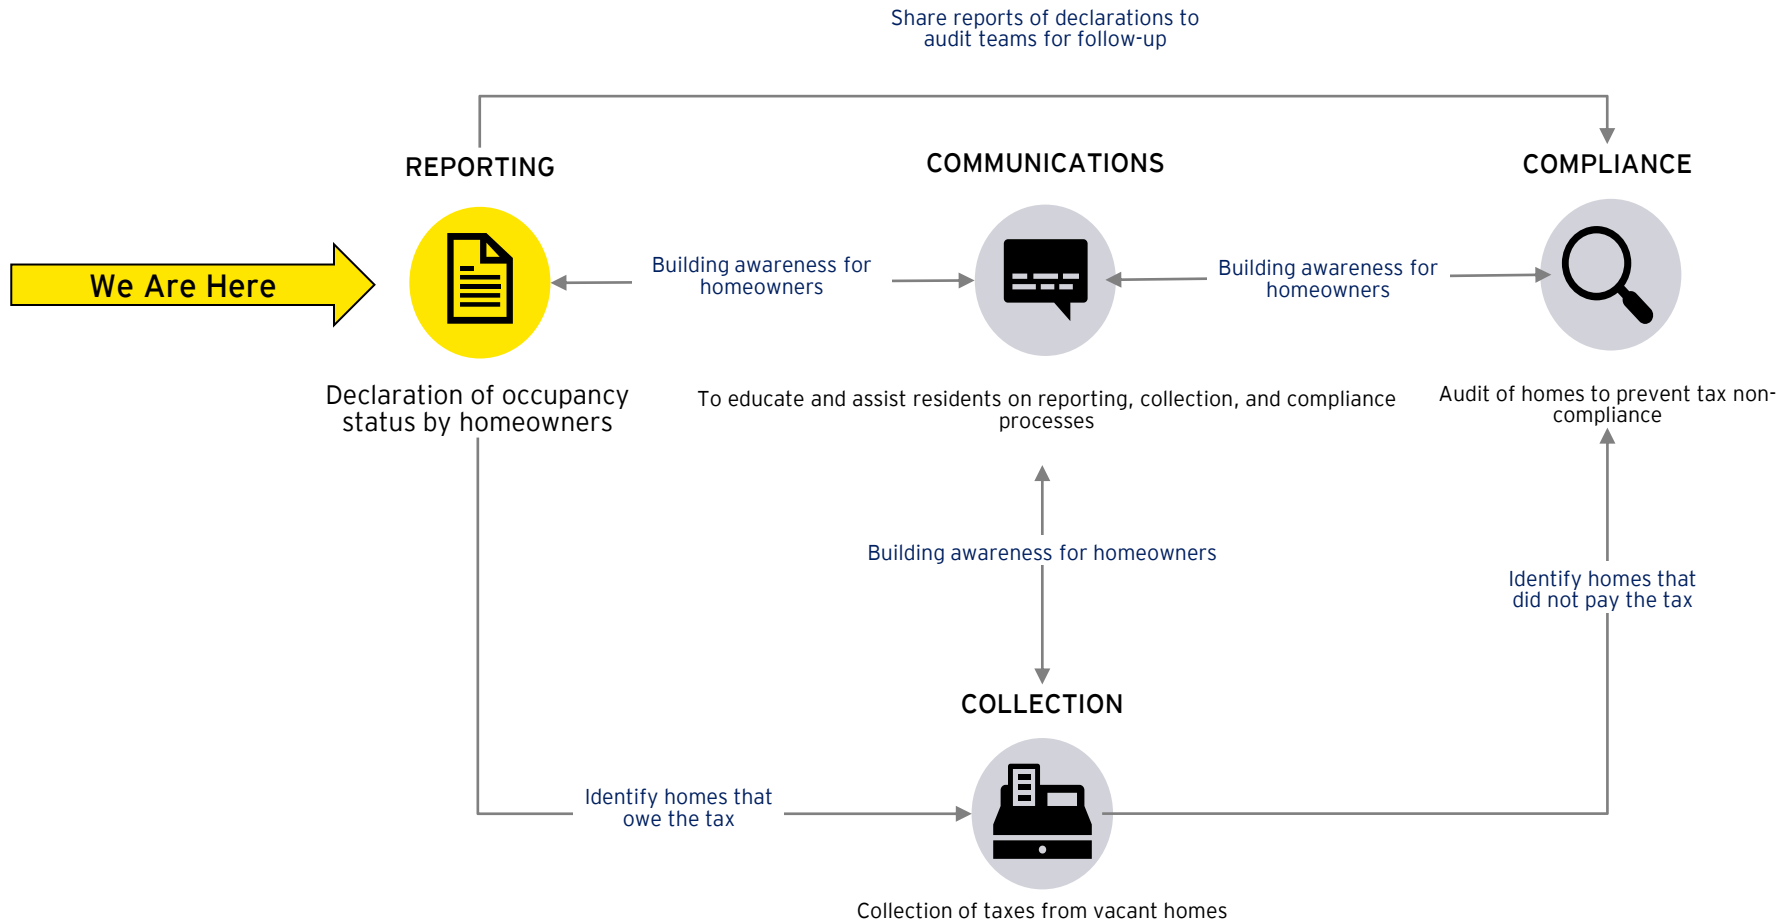 Share reports of declarations to
audit teams for follow-up
REPORTING
COMMUNICATIONS
COMPLIANCE
We Are Here
Building awareness for
homeowners
Building awareness for
homeowners
Declaration of occupancy
status by homeowners
To educate and assist residents on reporting, collection, and compliance
processes
Audit of homes to prevent tax non-
compliance
Building awareness for homeowners
Identify homes that
did not pay the tax
COLLECTION
Identify homes that
owe the tax
Collection of taxes from vacant homes